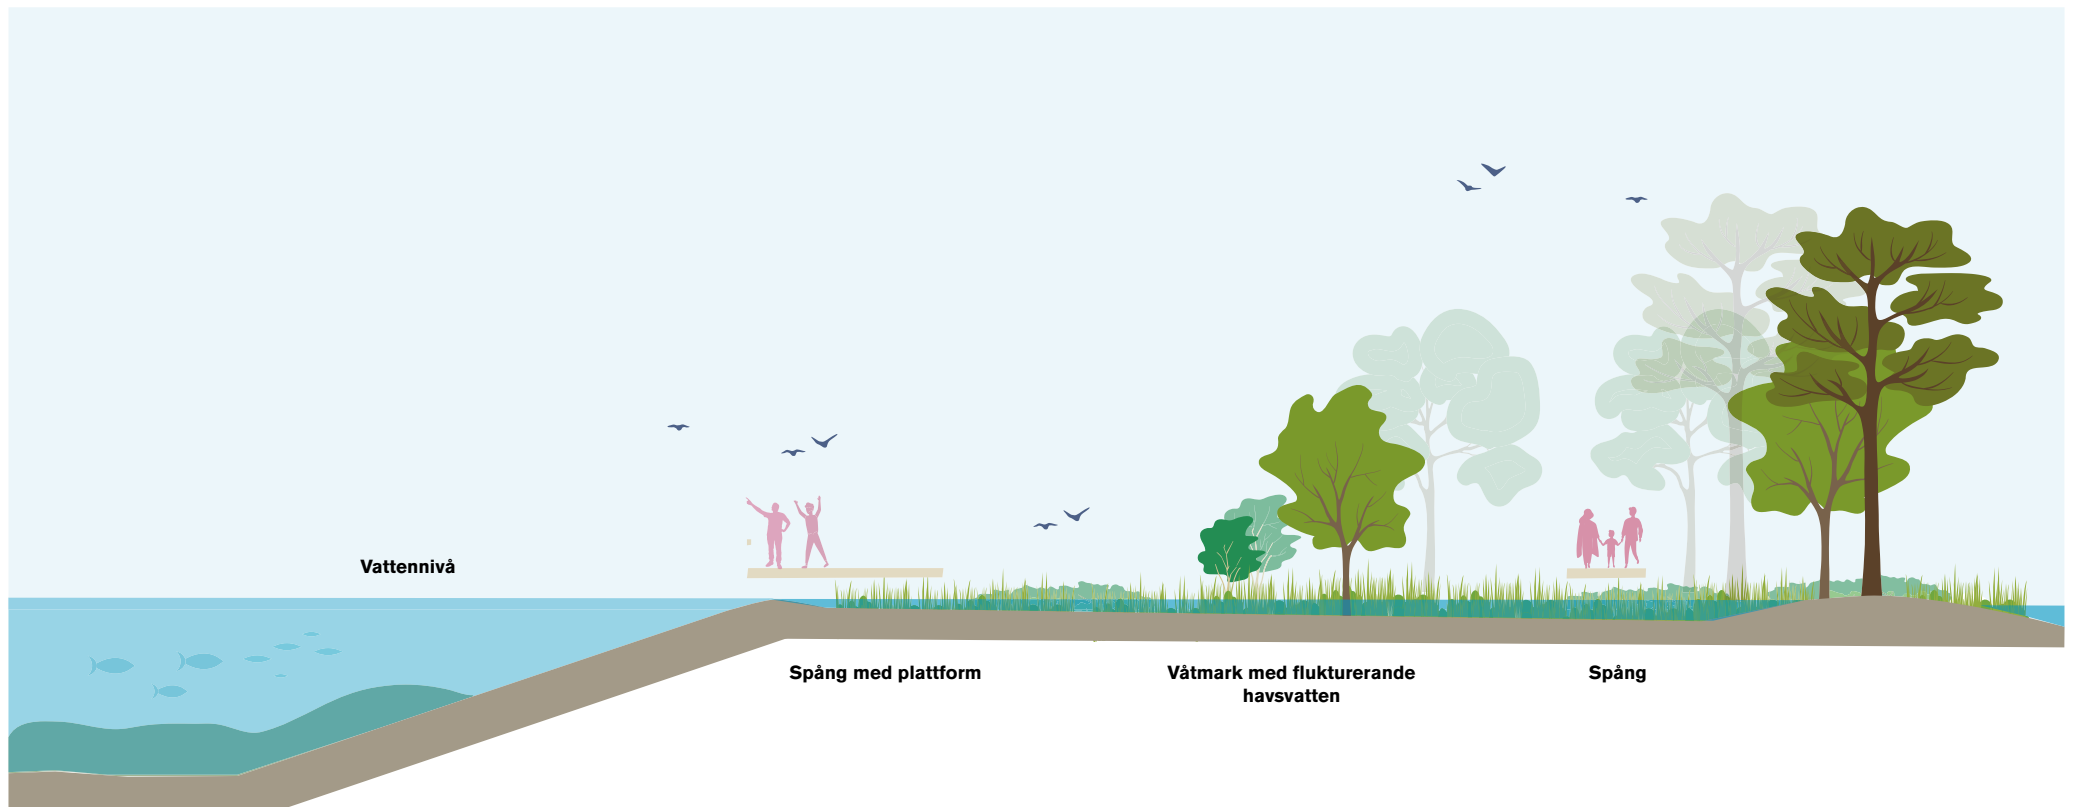 Vattennivå
Spång med plattform
Våtmark med flukturerande
havsvatten
Spång